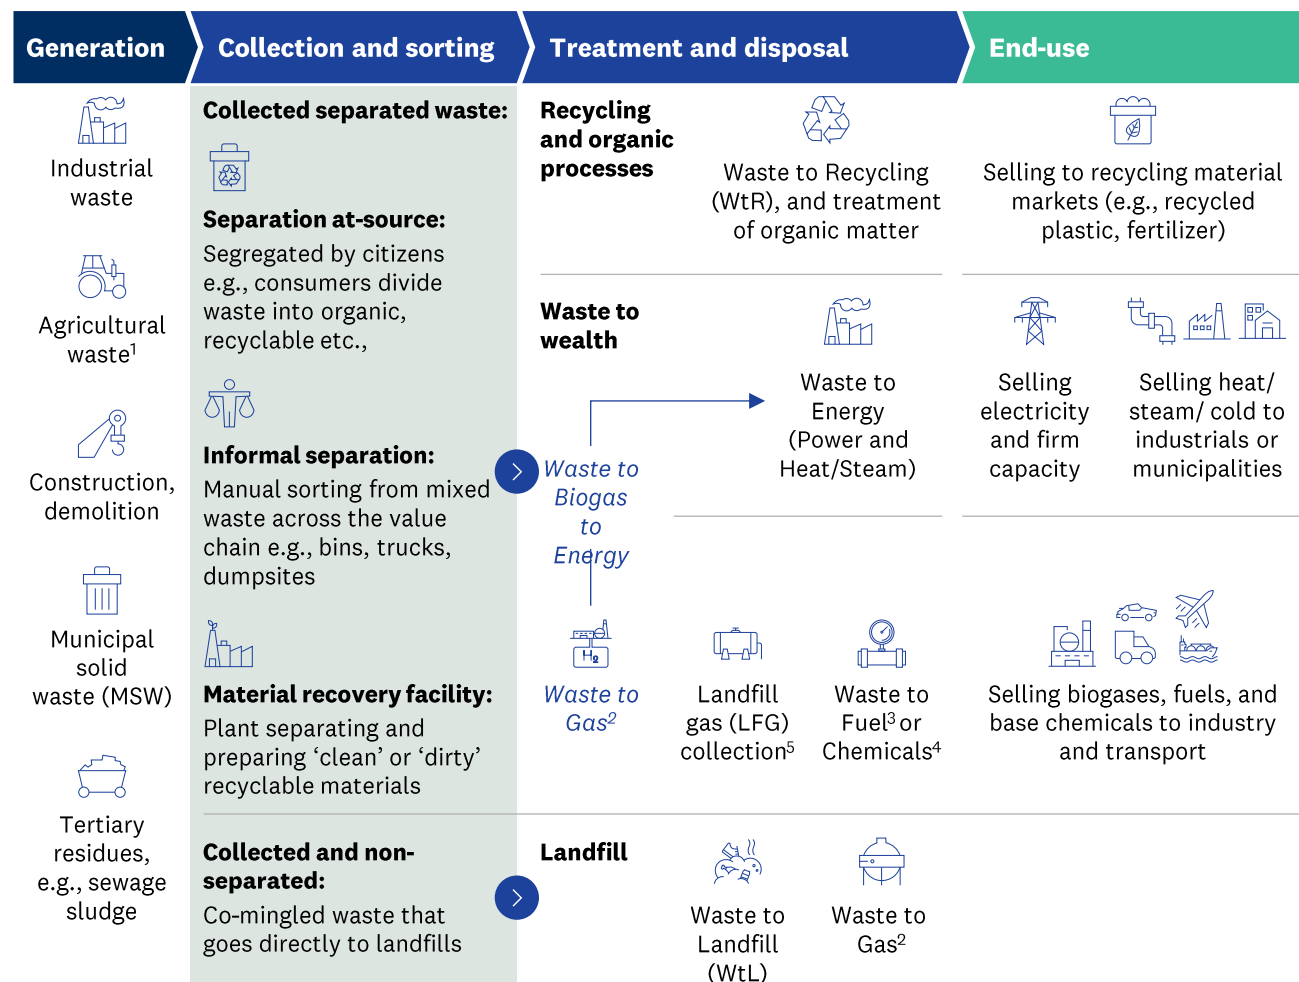 Generation
Collection and sorting
Treatment and disposal
End-use
Industrial
waste
Agricultural
waste¹
Construction,
demolition
Municipal
solid
waste (MSW)
Tertiary
residues,
e.g., sewage
sludge
Collected separated waste:
Separation at-source:
Segregated by citizens
e.g., consumers divide
waste into organic,
recyclable etc.,
Informal separation:
Manual sorting from mixed
waste across the value
chain e.g., bins, trucks,
dumpsites
Material recovery facility:
Plant separating and
preparing ‘clean’ or ‘dirty’
recyclable materials
Collected and non-
separated:
Co-mingled waste that
goes directly to landfills
Recycling
and organic
processes
Waste to Recycling
(WtR), and treatment
of organic matter
Selling to recycling material
markets (e.g., recycled
plastic, fertilizer)
Waste to
wealth
Waste to
Energy
(Power and
Heat/Steam)
Selling
electricity
and firm
capacity
Selling heat/
steam/ cold to
industrials or
municipalities
Waste to
Biogas
to
Energy
H₂
Waste to
Gas²
Landfill
gas (LFG)
collection⁵
Waste to
Fuel³ or
Chemicals⁴
Selling biogases, fuels, and
base chemicals to industry
and transport
Landfill
Waste to
Landfill
(WtL)
Waste to
Gas²